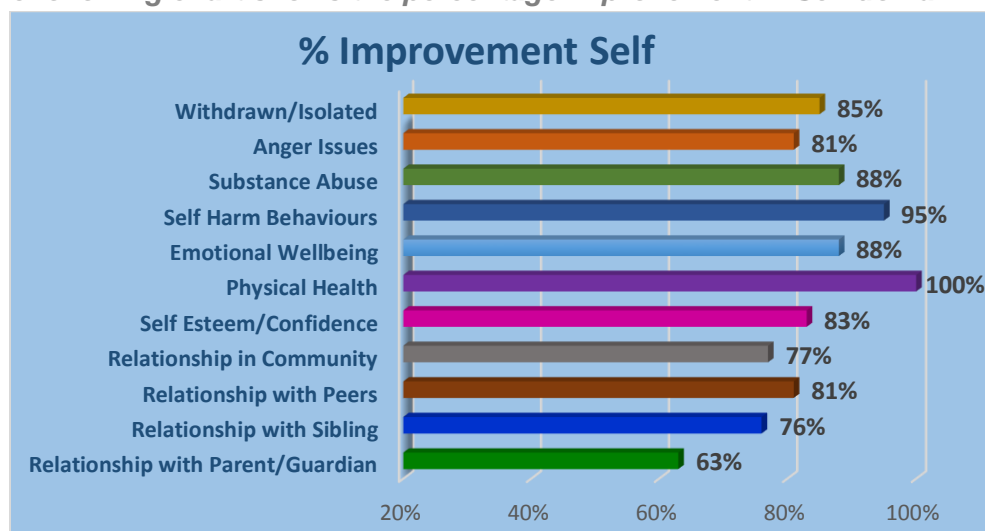 % Improvement Self
Withdrawn/Isolated 85%
Anger Issues 81%
Substance Abuse 88%
Self Harm Behaviours 95%
Emotional Wellbeing 88%
Physical Health 100%
Self Esteem/Confidence 83%
Relationship in Community 77%
Relationship with Peers 81%
Relationship with Sibling 76%
Relationship with Parent/Guardian 63%
20% 40% 60% 80% 100%